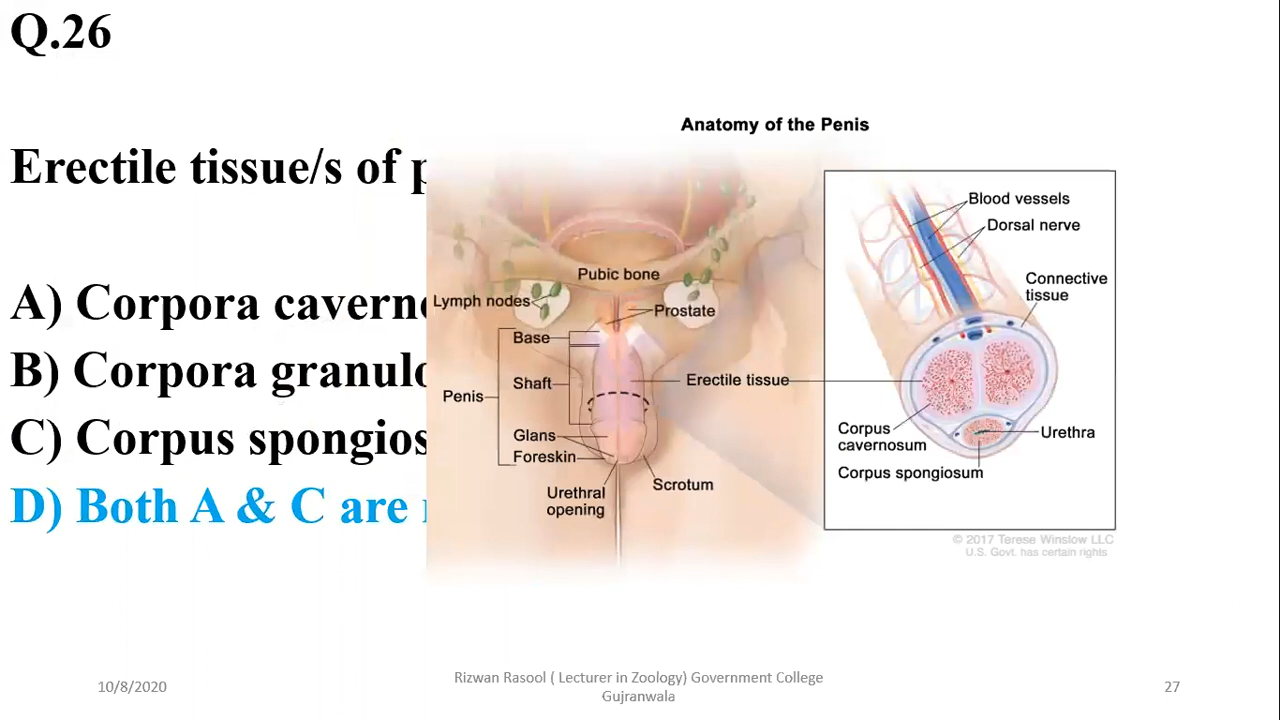 Q.26
Erectile tissue/s of
A) Corpora caverno
B) Corpora granulo
C) Corpus spongios
D) Both A & C are
Anatomy of the Penis
Pubic bone
Lymph nodes
Prostate
Base
Shaft
Erectile tissue
Penis
Glans
Foreskin
Urethral
opening
Scrotum
Blood vessels
Dorsal nerve
Connective
tissue
Corpus
cavernosum
Urethra
Corpus spongiosum
© 2017 Terese Winslow LLC
U.S. Govt. has certain rights
10/8/2020
Rizwan Rasool ( Lecturer in Zoology) Government College
Gujranwala
27